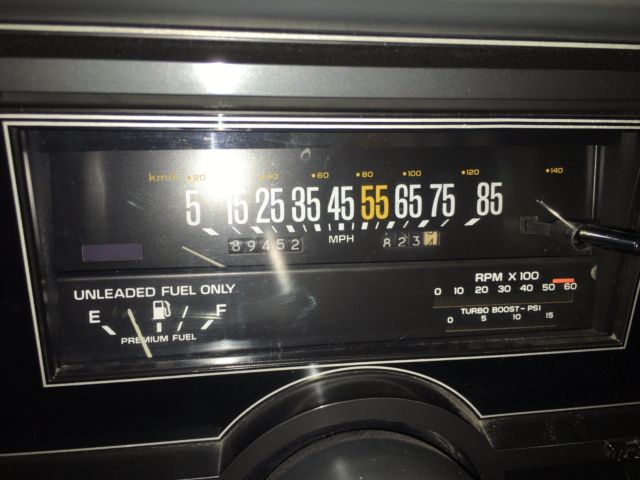 km/h 20 40 60 80 100 120 140
5 15 25 35 45 55 65 75 85
89452 MPH 823
UNLEADED FUEL ONLY
E F
PREMIUM FUEL
RPM X 100
0 10 20 30 40 50 60
TURBO BOOST - PSI
0 5 10 15